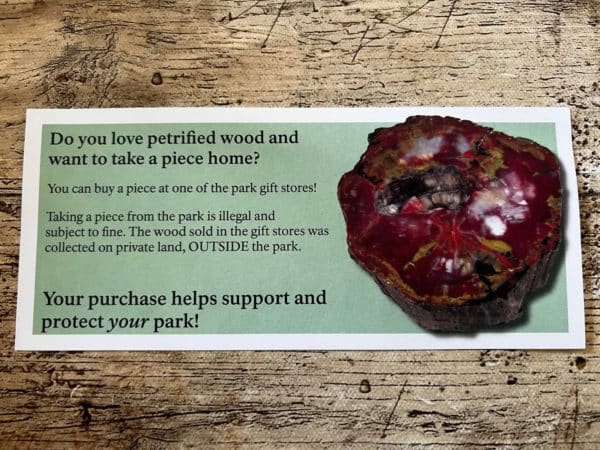 Do you love petrified wood and
want to take a piece home?
You can buy a piece at one of the park gift stores!
Taking a piece from the park is illegal and
subject to fine. The wood sold in the gift stores was
collected on private land, OUTSIDE the park.
Your purchase helps support and
protect your park!